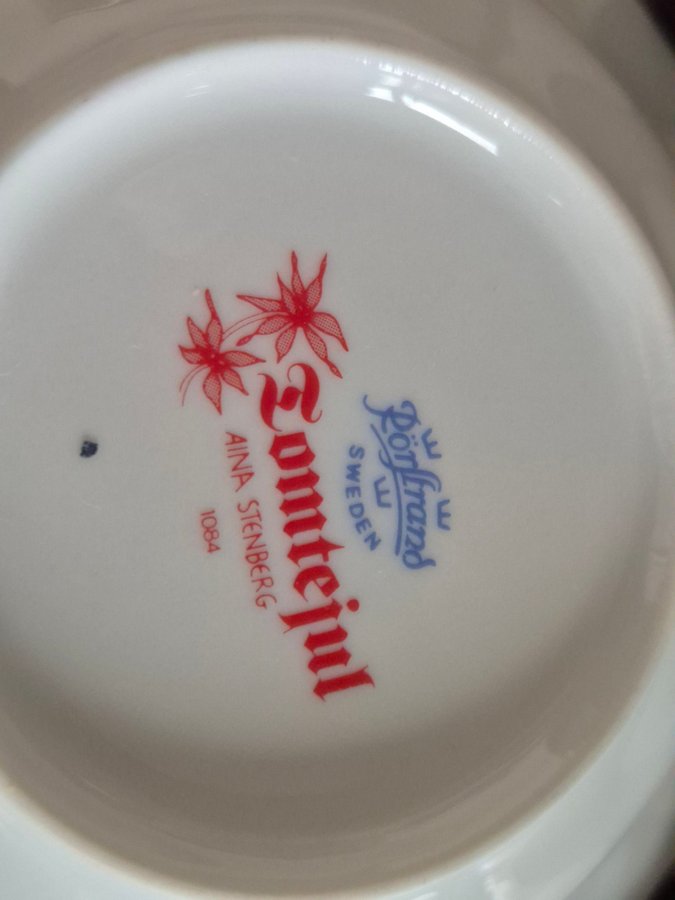 Rörstrand
SWEDEN
Tomtejul
AINA STENBERG
1084